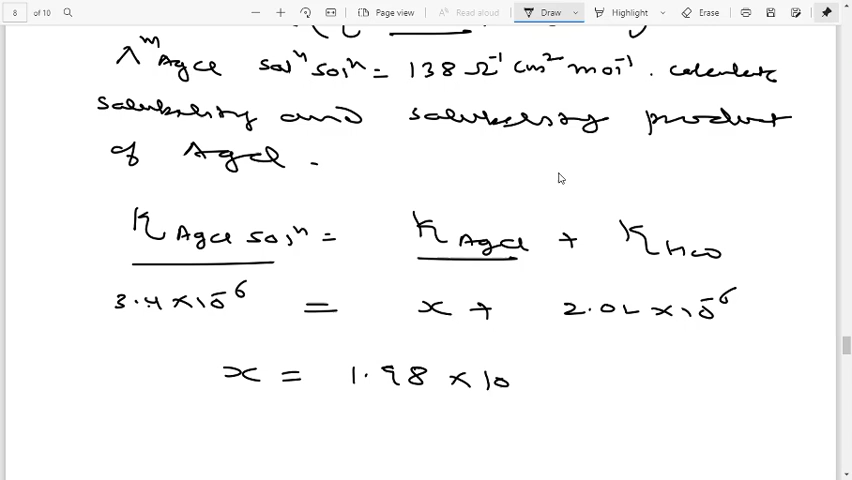 8 of 10 Page view Read aloud Draw Highlight Erase
Λᵐ AgCl solⁿ solⁿ = 138 Ω⁻¹ cm² mol⁻¹. calculate
solubility and solubility product
of AgCl.
K AgCl solⁿ = K AgCl + K H₂O
3.4 × 10⁻⁶ = x + 2.02 × 10⁻⁶
x = 1.98 × 10